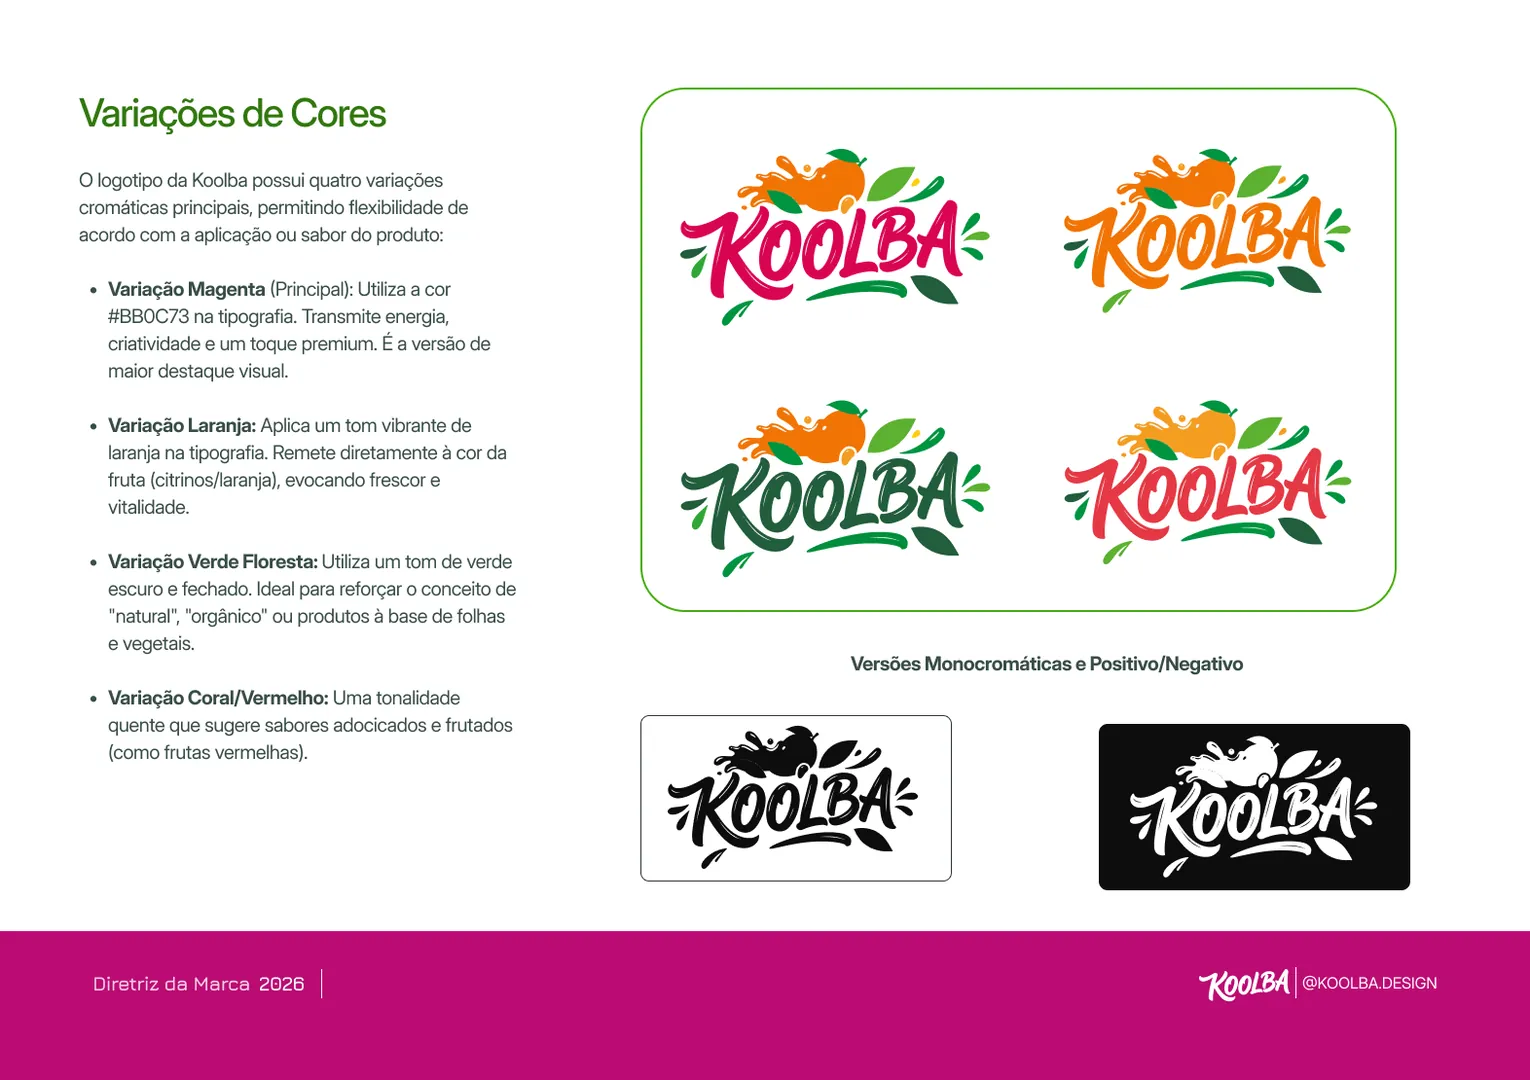 Variações de Cores
O logotipo da Koolba possui quatro variações
cromáticas principais, permitindo flexibilidade de
acordo com a aplicação ou sabor do produto:
• Variação Magenta (Principal): Utiliza a cor
#BB0C73 na tipografia. Transmite energia,
criatividade e um toque premium. É a versão de
maior destaque visual.
• Variação Laranja: Aplica um tom vibrante de
laranja na tipografia. Remete diretamente à cor da
fruta (citrinos/laranja), evocando frescor e
vitalidade.
• Variação Verde Floresta: Utiliza um tom de verde
escuro e fechado. Ideal para reforçar o conceito de
"natural", "orgânico" ou produtos à base de folhas
e vegetais.
• Variação Coral/Vermelho: Uma tonalidade
quente que sugere sabores adocicados e frutados
(como frutas vermelhas).
KOOLBA
KOOLBA
KOOLBA
KOOLBA
Versões Monocromáticas e Positivo/Negativo
KOOLBA
KOOLBA
Diretriz da Marca 2026
KOOLBA @KOOLBA.DESIGN